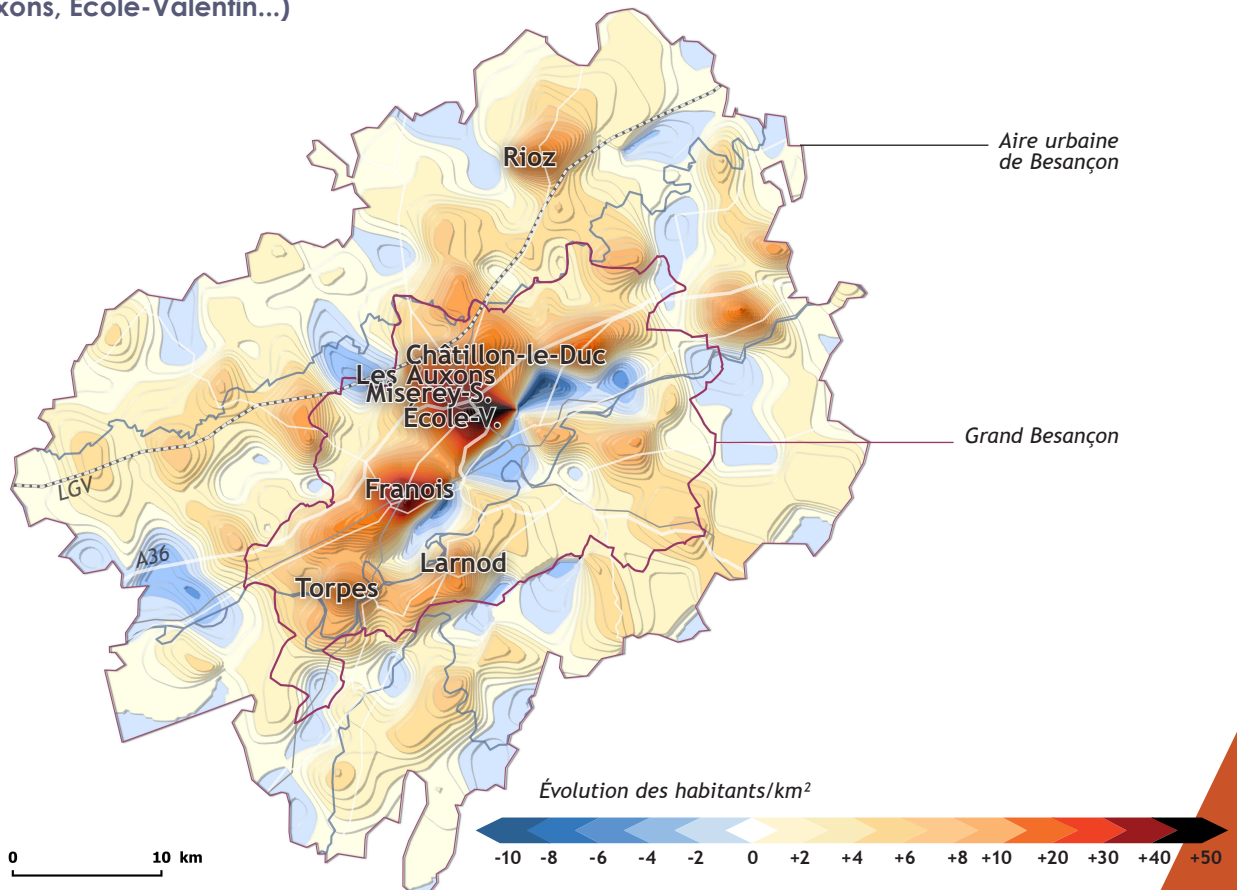 xons, École-Valentin...)
Aire urbaine
de Besançon
Rioz
Châtillon-le-Duc
Les Auxons
Miserey-S.
École-V.
Grand Besançon
LGV
Franois
A36
Larnod
Torpes
Évolution des habitants/km²
0 10 km
-10 -8 -6 -4 -2 0 +2 +4 +6 +8 +10 +20 +30 +40 +50